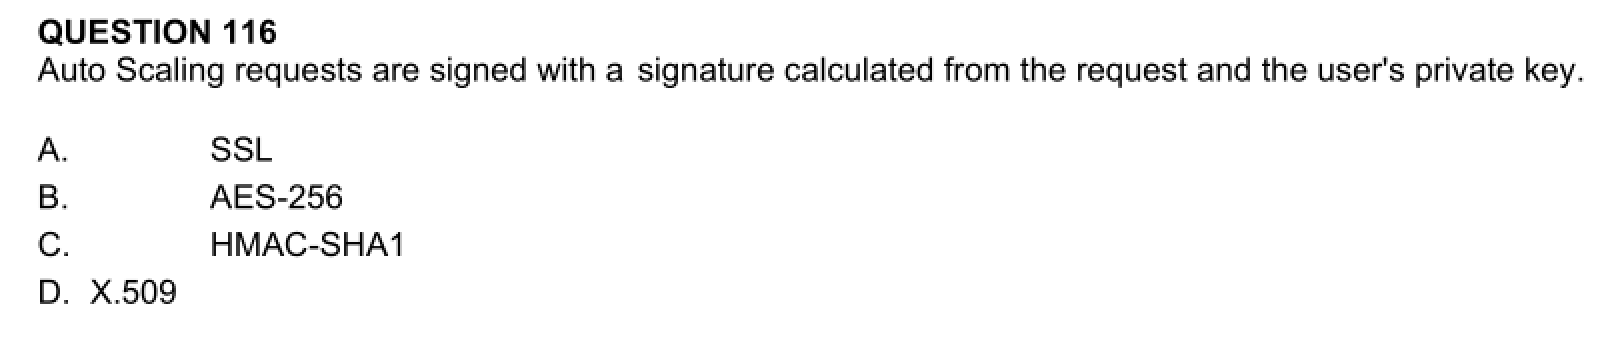 QUESTION 116
Auto Scaling requests are signed with a signature calculated from the request and the user's private key.
A. SSL
B. AES-256
C. HMAC-SHA1
D. X.509